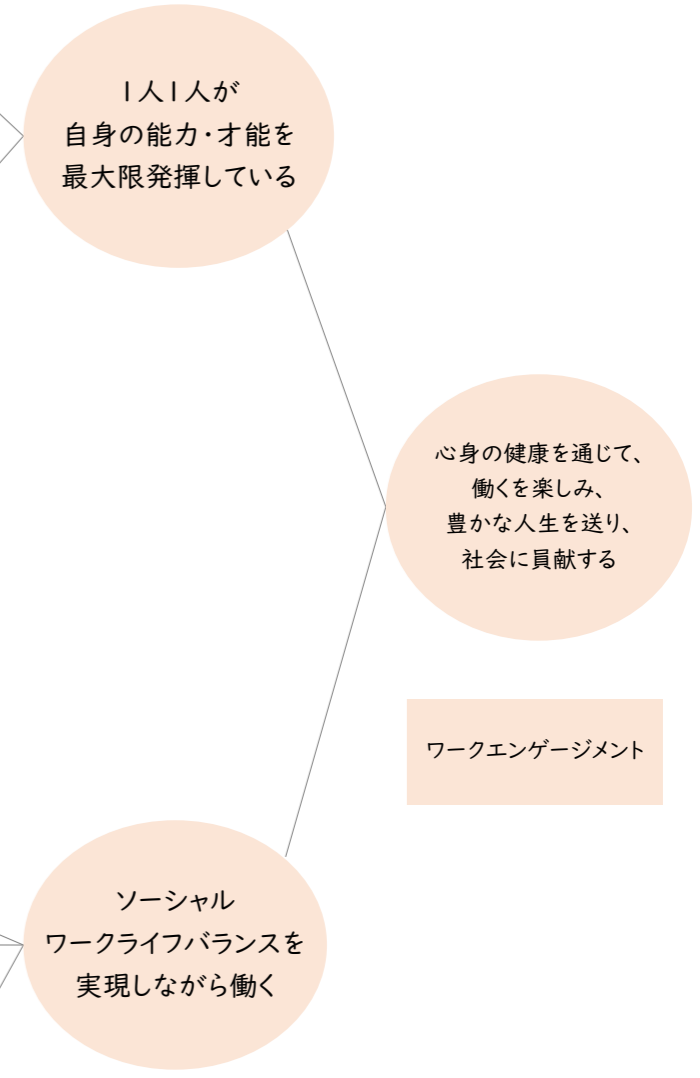 1人1人が
自身の能力・才能を
最大限発揮している
心身の健康を通じて、
働くを楽しみ、
豊かな人生を送り、
社会に員献する
ワークエンゲージメント
ソーシャル
ワークライフバランスを
実現しながら働く